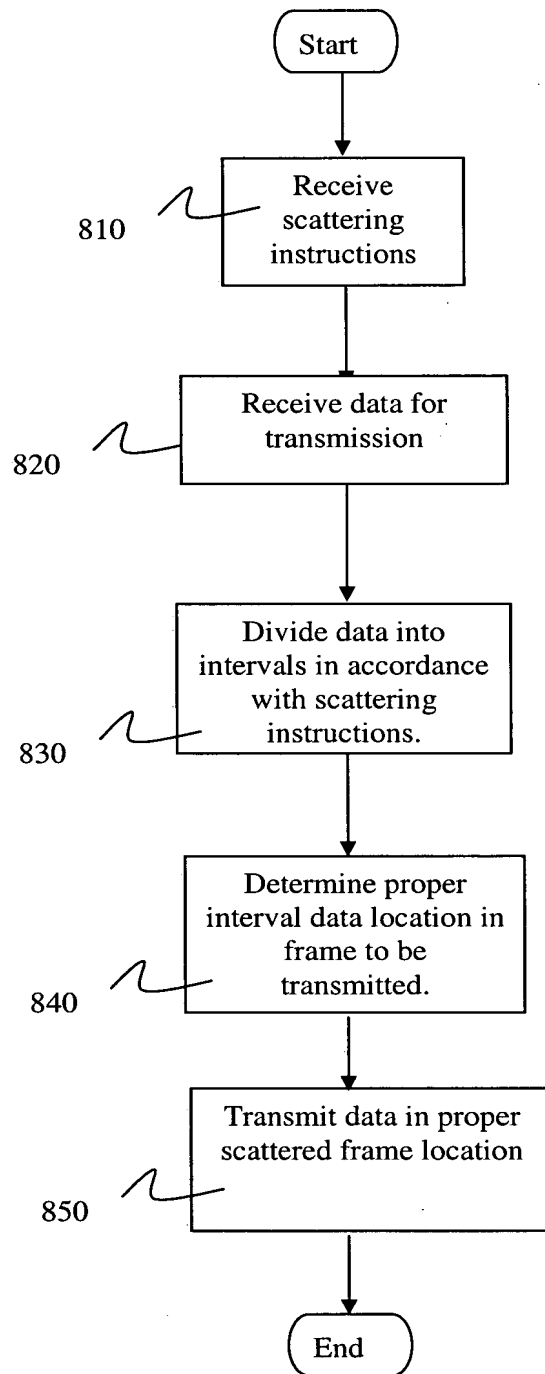 Start
Receive
scattering
instructions
810
Receive data for
transmission
820
Divide data into
intervals in accordance
with scattering
instructions.
830
Determine proper
interval data location in
frame to be
transmitted.
840
Transmit data in proper
scattered frame location
850
End